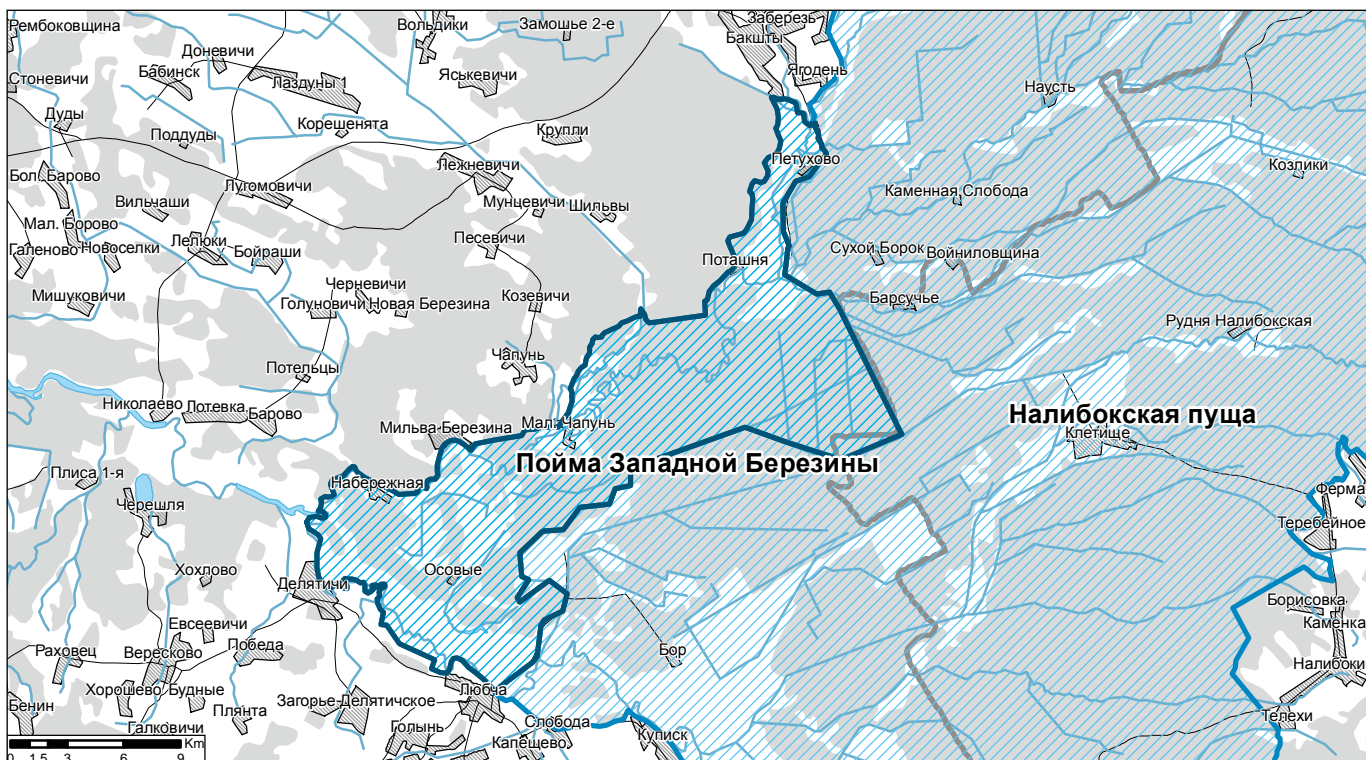 Рембоковщина
Вольдики
Замошье 2-е
Заберезь
Бакшты
Доневичи
Бабинск
Лаздуны 1
Яськевичи
Ягодень
Стоневичи
Наусть
Дуды
Поддуды
Корешенята
Крупли
Петухово
Козлики
Бол. Барово
Лежневичи
Лугомовичи
Вильчаши
Мунцевичи
Шильвы
Каменная Слобода
Мал. Борово
Галеново
Новоселки
Лелюки
Бойраши
Песевичи
Поташня
Сухой Борок
Войниловщина
Мишуковичи
Черневичи
Голуновичи
Новая Березина
Козевичи
Барсучье
Рудня Налибокская
Чапунь
Потельцы
Николаево
Лотевка
Барово
Мильва-Березина
Мал. Чапунь
Налибокская пуща
Клетище
Пойма Западной Березины
Плиса 1-я
Набережная
Черешля
Ферма
Теребейное
Хохлово
Делятичи
Осовые
Борисовка
Каменка
Евсеевичи
Раховец
Вересково
Победа
Бор
Налибоки
Хорошево
Будные
Бенин
Плянта
Загорье-Делятичское
Любча
Галковичи
Голынь
Слобода
Капещево
Куписк
Телехи
Km
0 1,5 3 6 9